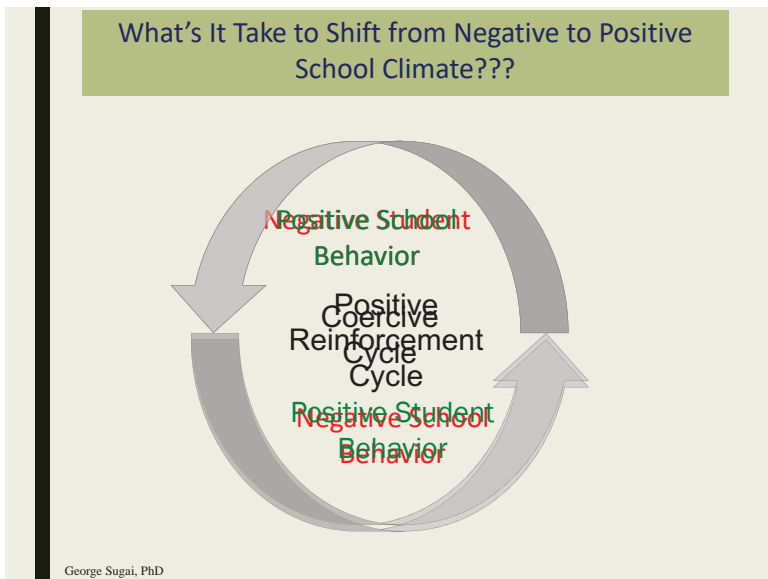 What's It Take to Shift from Negative to Positive
School Climate???
Negative Student
Positive School
Behavior
Positive
Reinforcement
Cycle
Coercive
Cycle
Positive Student
Behavior
Negative School
Behavior
George Sugai, PhD